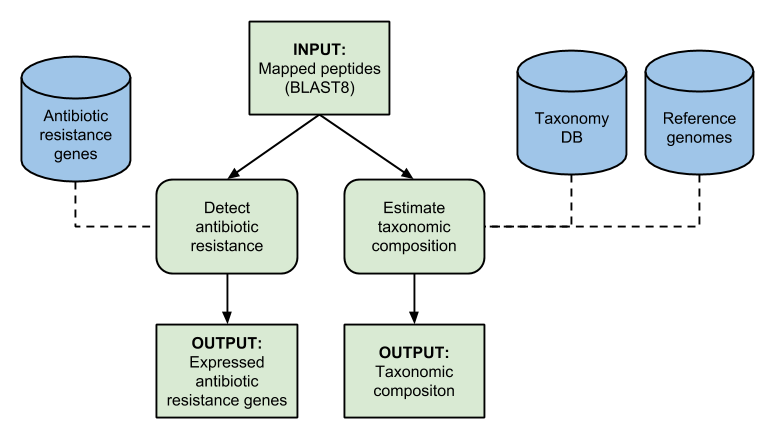 INPUT:
Mapped peptides
(BLAST8)
Antibiotic
resistance
genes
Taxonomy
DB
Reference
genomes
Detect
antibiotic
resistance
Estimate
taxonomic
composition
OUTPUT:
Expressed
antibiotic
resistance genes
OUTPUT:
Taxonomic
compositon